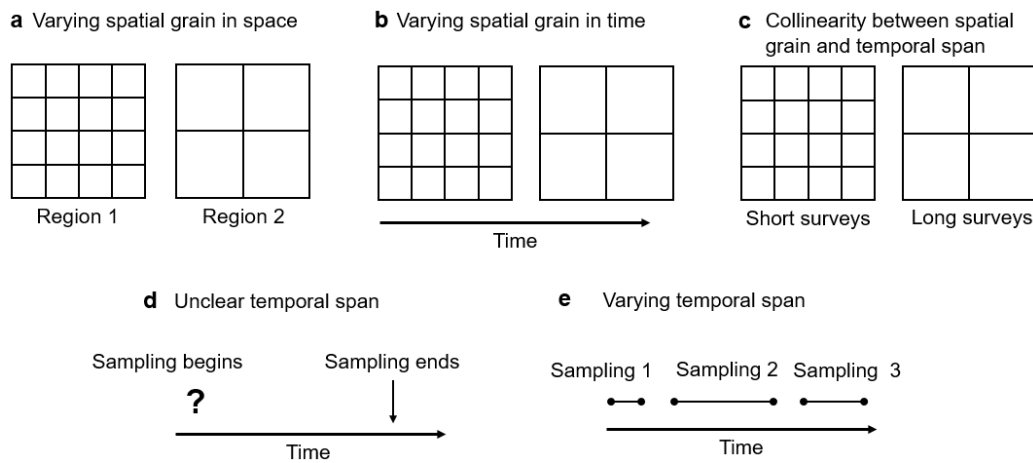 a Varying spatial grain in space
b Varying spatial grain in time
c Collinearity between spatial
grain and temporal span
Region 1
Region 2
Time
Short surveys
Long surveys
d Unclear temporal span
e Varying temporal span
Sampling begins
Sampling ends
?
Time
Sampling 1
Sampling 2
Sampling 3
Time